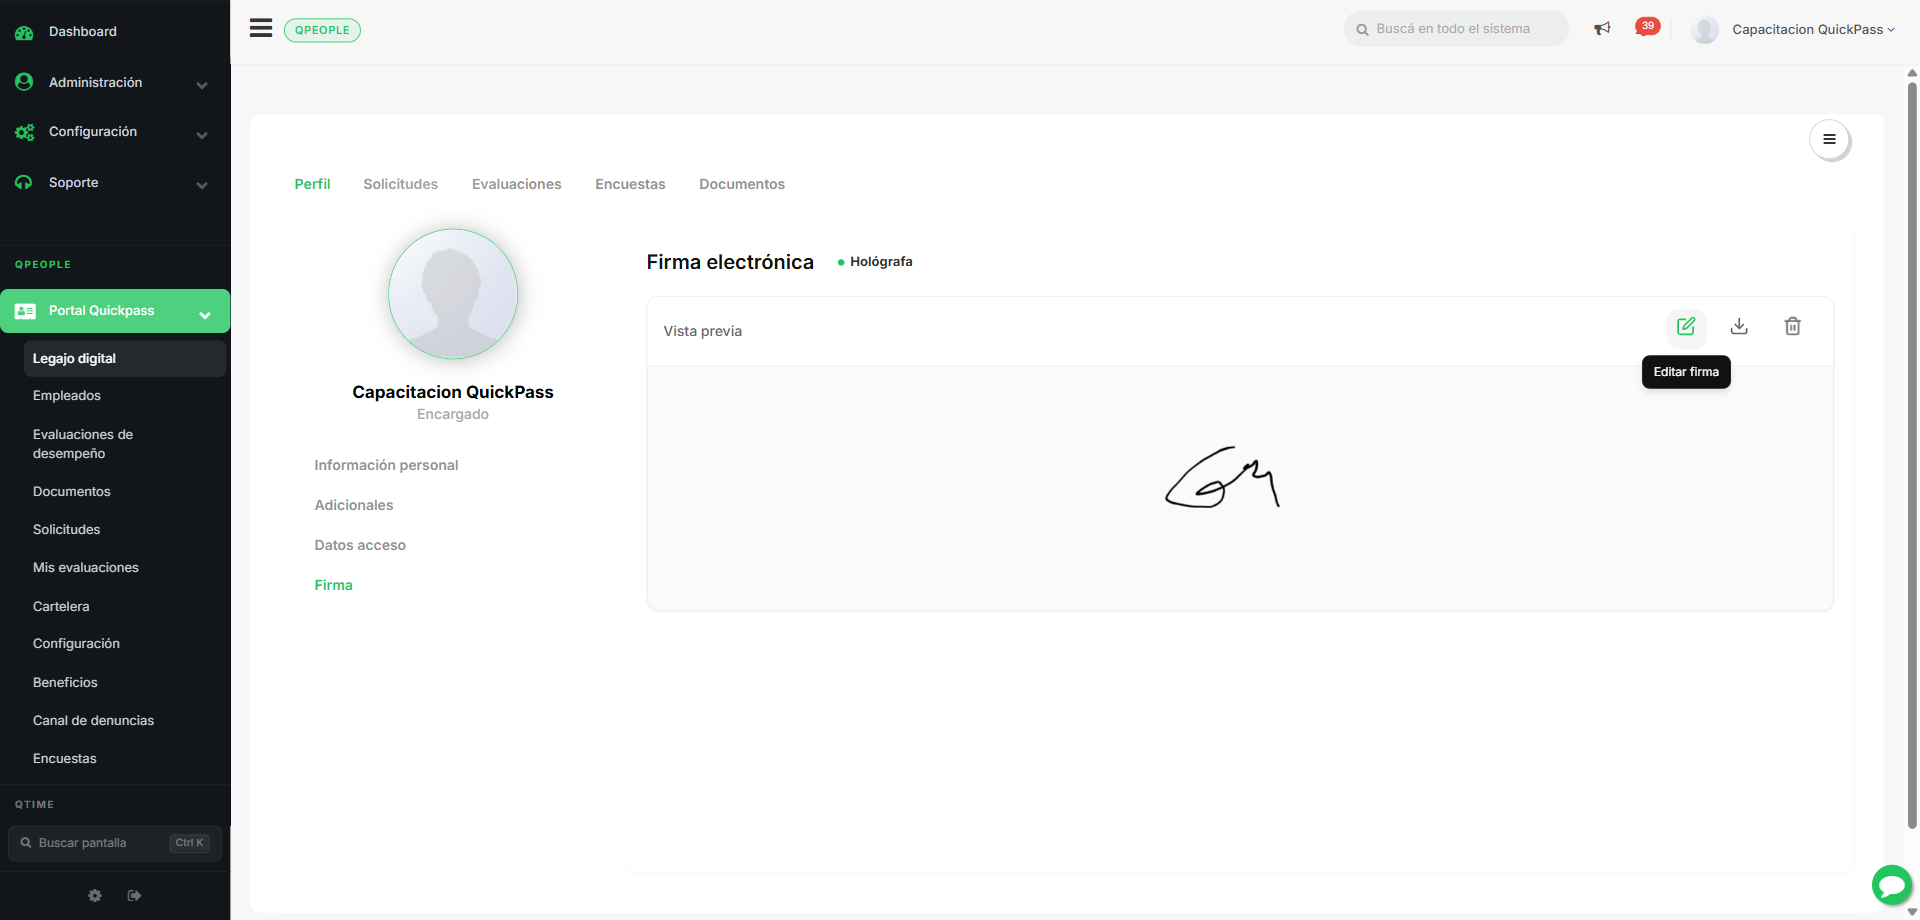 Dashboard
Administración
Configuración
Soporte
QPEOPLE
Portal Quickpass
Legajo digital
Empleados
Evaluaciones de
desempeño
Documentos
Solicitudes
Mis evaluaciones
Cartelera
Configuración
Beneficios
Canal de denuncias
Encuestas
QTIME
Buscar pantalla Ctrl K
QPEOPLE
Buscá en todo el sistema
39
Capacitacion QuickPass
Perfil Solicitudes Evaluaciones Encuestas Documentos
Capacitacion QuickPass
Encargado
Información personal
Adicionales
Datos acceso
Firma
Firma electrónica
Hológrafa
Vista previa
Editar firma